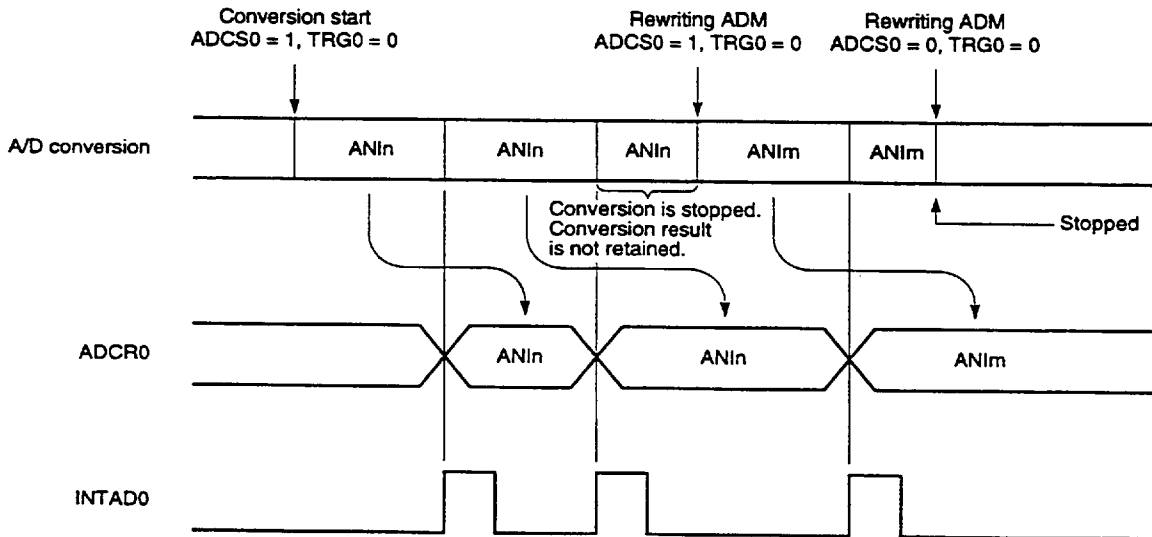 Conversion start
ADCS0 = 1, TRG0 = 0
Rewriting ADM
ADCS0 = 1, TRG0 = 0
Rewriting ADM
ADCS0 = 0, TRG0 = 0
A/D conversion
ANIn
ANIn
ANIn
ANIm
ANIm
Conversion is stopped.
Conversion result
is not retained.
Stopped
ADCR0
ANIn
ANIn
ANIm
INTAD0